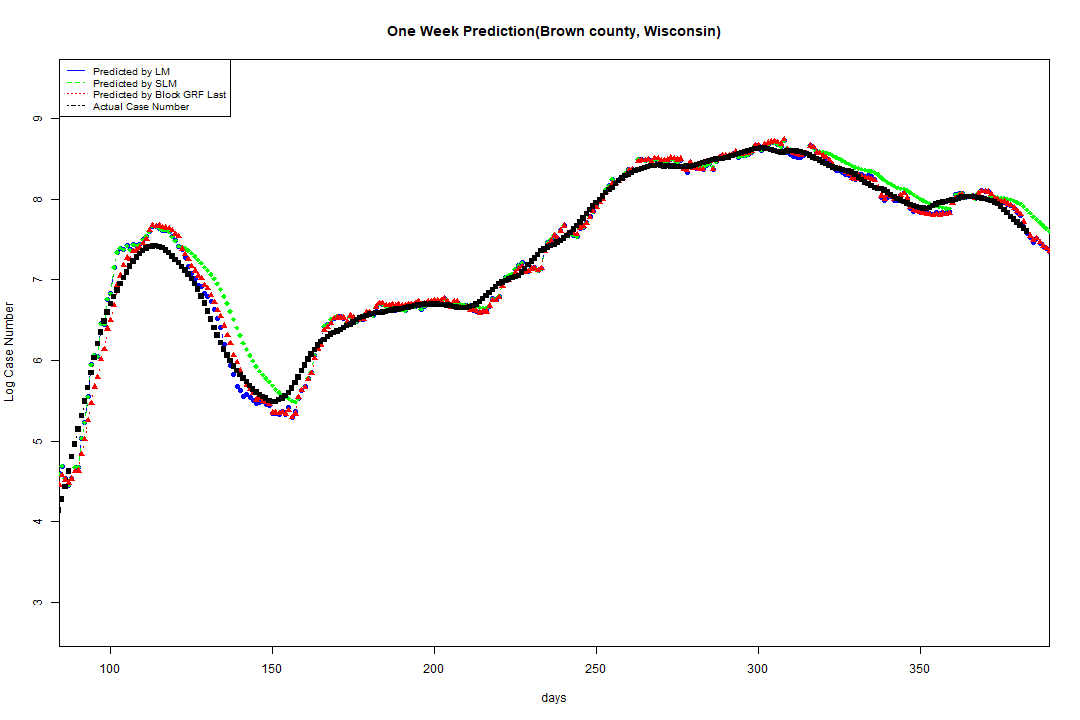 One Week Prediction(Brown county, Wisconsin)
Predicted by LM
Predicted by SLM
Predicted by Block GRF Last
Actual Case Number
Log Case Number
9
8
7
6
5
4
3
100 150 200 250 300 350
days